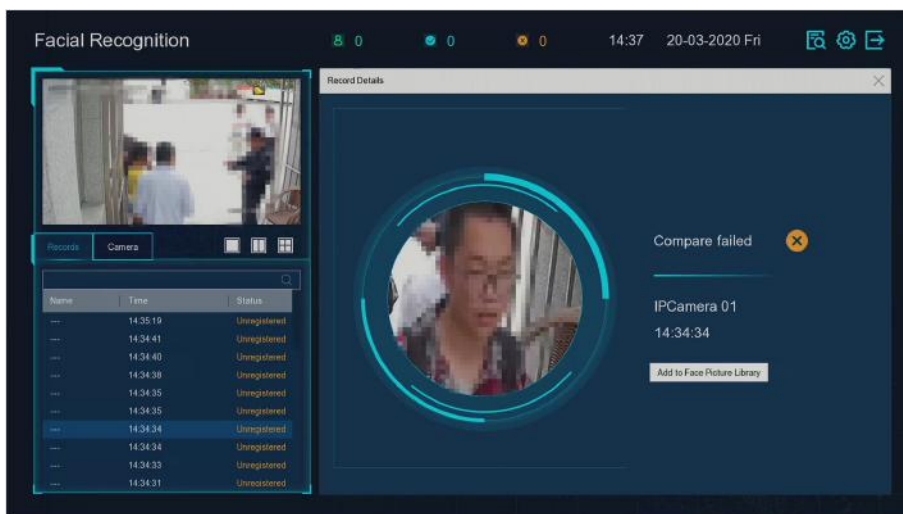 Facial Recognition
0 0 0 14:37 20-03-2020 Fri
Record Details
Records Camera
Name Time Status
--- 14:35:19 Unregistered
--- 14:34:41 Unregistered
--- 14:34:40 Unregistered
--- 14:34:38 Unregistered
--- 14:34:35 Unregistered
--- 14:34:35 Unregistered
--- 14:34:34 Unregistered
--- 14:34:34 Unregistered
--- 14:34:33 Unregistered
--- 14:34:31 Unregistered
Compare failed
IPCamera 01
14:34:34
Add to Face Picture Library